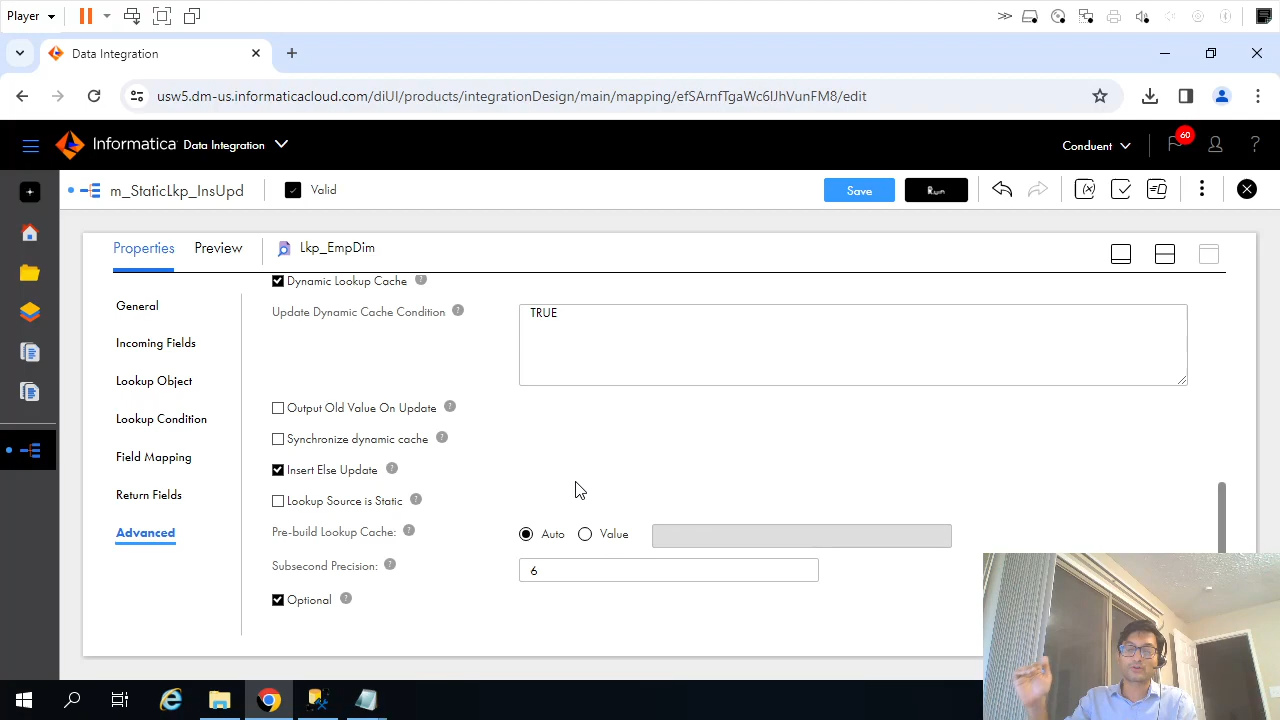 Player
Data Integration
usw5.dm-us.informaticacloud.com/diUI/products/integrationDesign/main/mapping/efSArnfTgaWc6lJhVunFM8/edit
Informatica Data Integration
Conduent
60
?
m_StaticLkp_InsUpd
Valid
Save
Run
Properties
Preview
Lkp_EmpDim
General
Incoming Fields
Lookup Object
Lookup Condition
Field Mapping
Return Fields
Advanced
Dynamic Lookup Cache ?
Update Dynamic Cache Condition ?
TRUE
Output Old Value On Update ?
Synchronize dynamic cache ?
Insert Else Update ?
Lookup Source is Static ?
Pre-build Lookup Cache: ? Auto Value
Subsecond Precision: ? 6
Optional ?